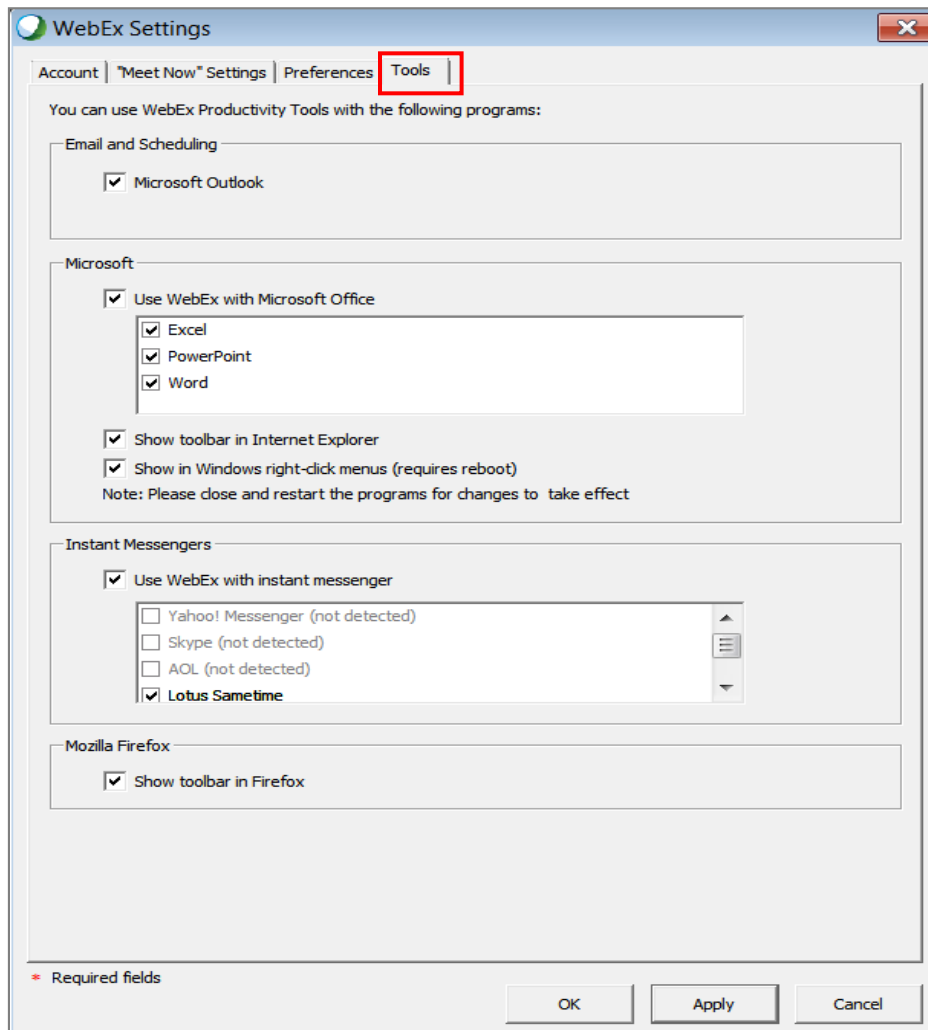 WebEx Settings
Account "Meet Now" Settings Preferences Tools
You can use WebEx Productivity Tools with the following programs:
Email and Scheduling
Microsoft Outlook
Microsoft
Use WebEx with Microsoft Office
Excel
PowerPoint
Word
Show toolbar in Internet Explorer
Show in Windows right-click menus (requires reboot)
Note: Please close and restart the programs for changes to take effect
Instant Messengers
Use WebEx with instant messenger
Yahoo! Messenger (not detected)
Skype (not detected)
AOL (not detected)
Lotus Sametime
Mozilla Firefox
Show toolbar in Firefox
* Required fields
OK Apply Cancel